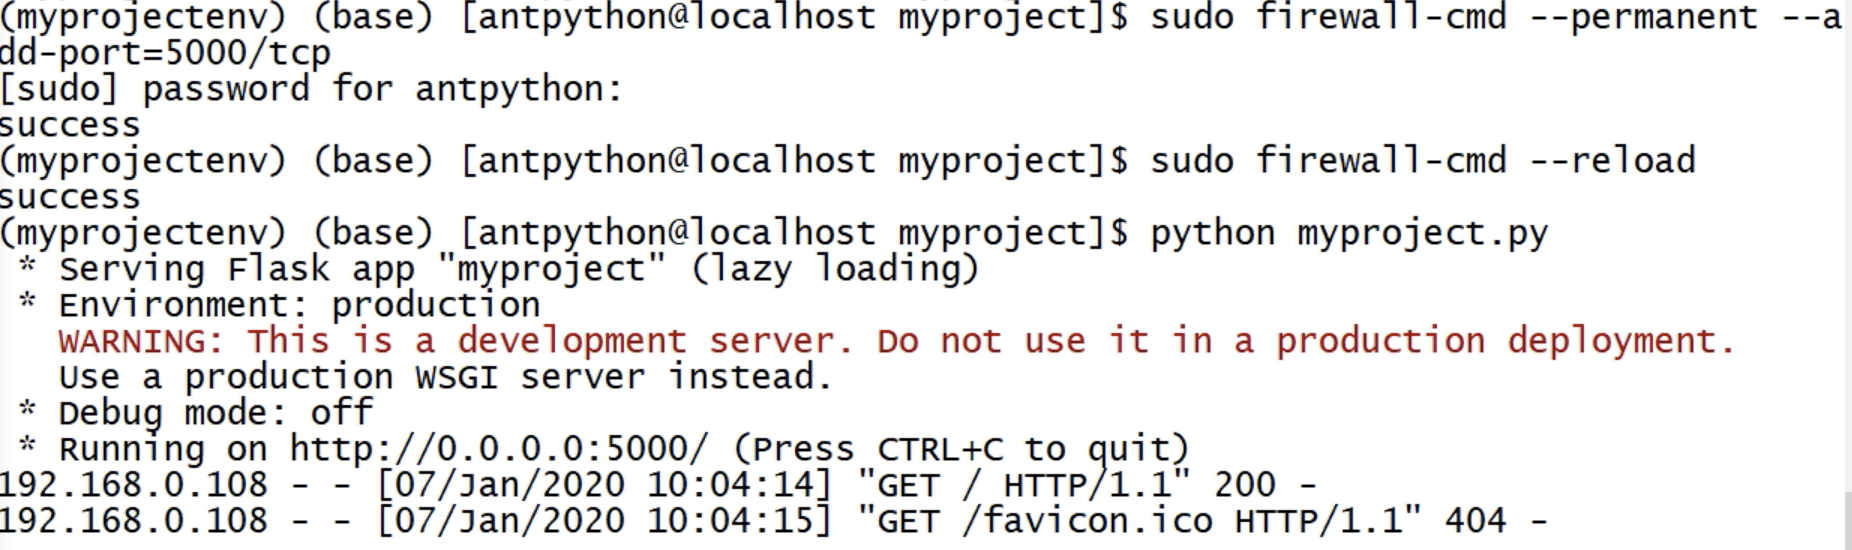 (myprojectenv) (base) [antpython@localhost myproject]$ sudo firewall-cmd --permanent --a
dd-port=5000/tcp
[sudo] password for antpython:
success
(myprojectenv) (base) [antpython@localhost myproject]$ sudo firewall-cmd --reload
success
(myprojectenv) (base) [antpython@localhost myproject]$ python myproject.py
 * Serving Flask app "myproject" (lazy loading)
 * Environment: production
   WARNING: This is a development server. Do not use it in a production deployment.
   Use a production WSGI server instead.
 * Debug mode: off
 * Running on http://0.0.0.0:5000/ (Press CTRL+C to quit)
192.168.0.108 - - [07/Jan/2020 10:04:14] "GET / HTTP/1.1" 200 -
192.168.0.108 - - [07/Jan/2020 10:04:15] "GET /favicon.ico HTTP/1.1" 404 -